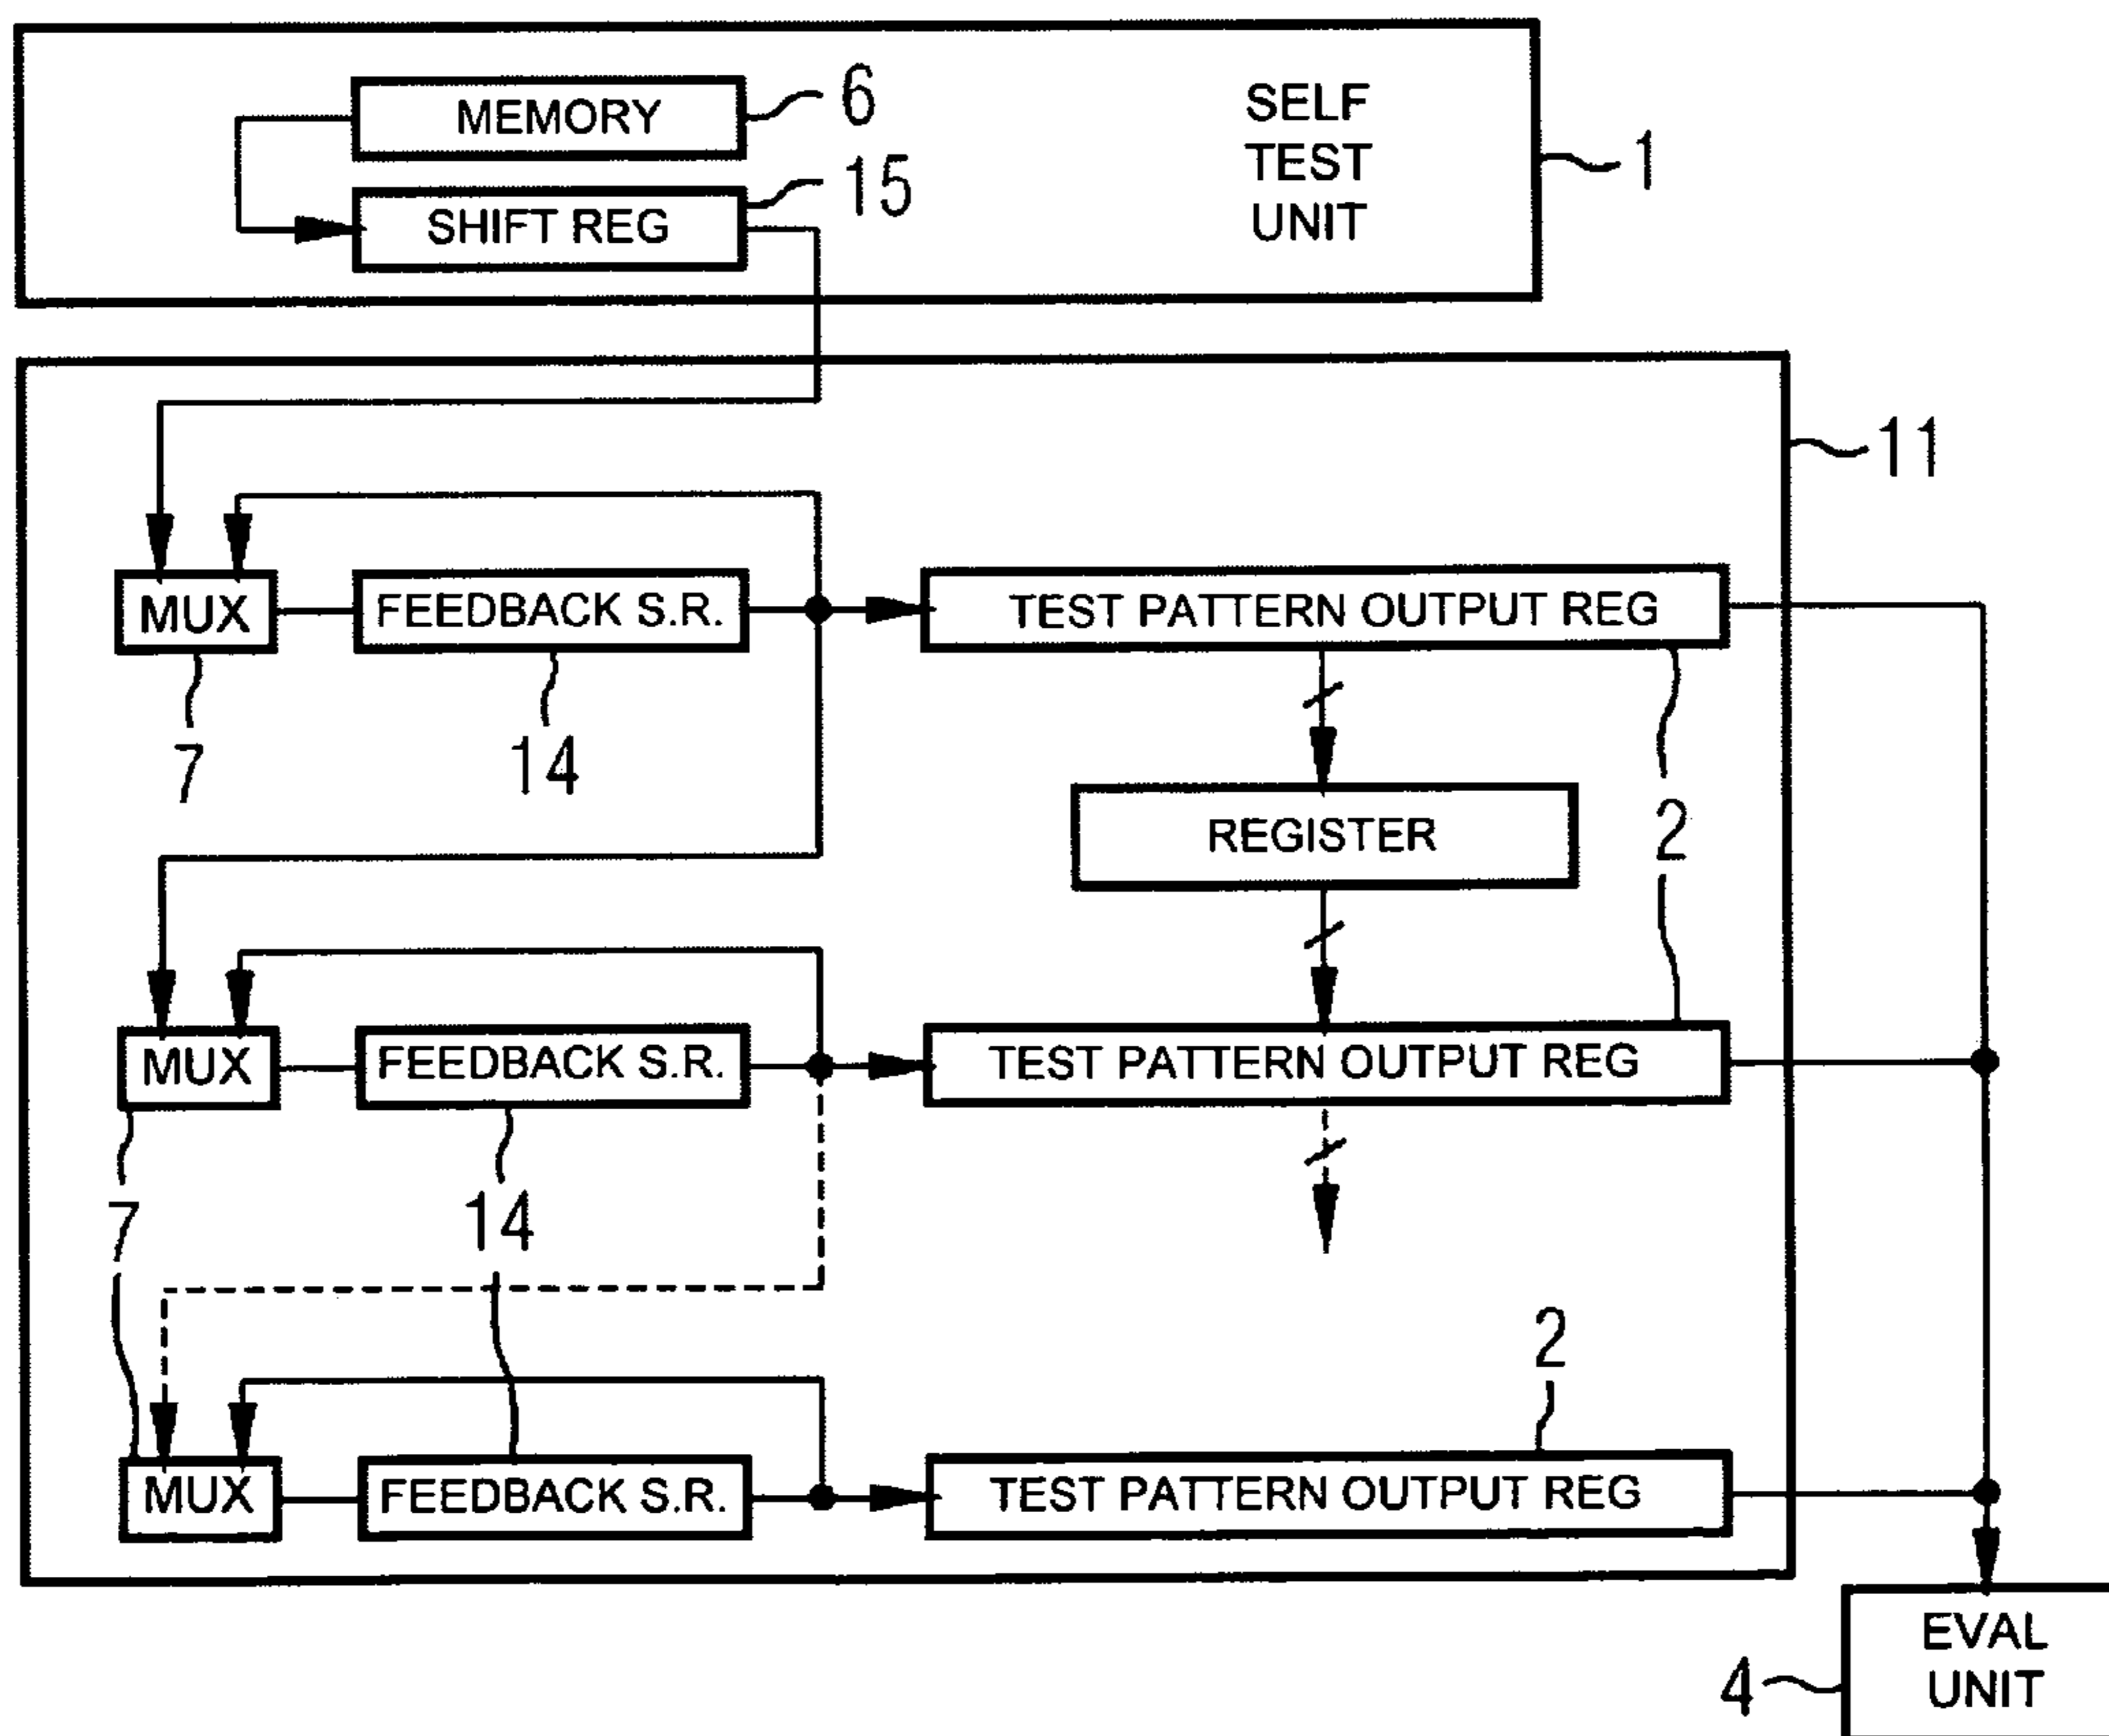 MEMORY
6
SELF
TEST
UNIT
1
15
SHIFT REG
11
MUX
FEEDBACK S.R.
TEST PATTERN OUTPUT REG
7
14
2
REGISTER
MUX
FEEDBACK S.R.
TEST PATTERN OUTPUT REG
7
14
2
MUX
FEEDBACK S.R.
TEST PATTERN OUTPUT REG
EVAL
UNIT
4